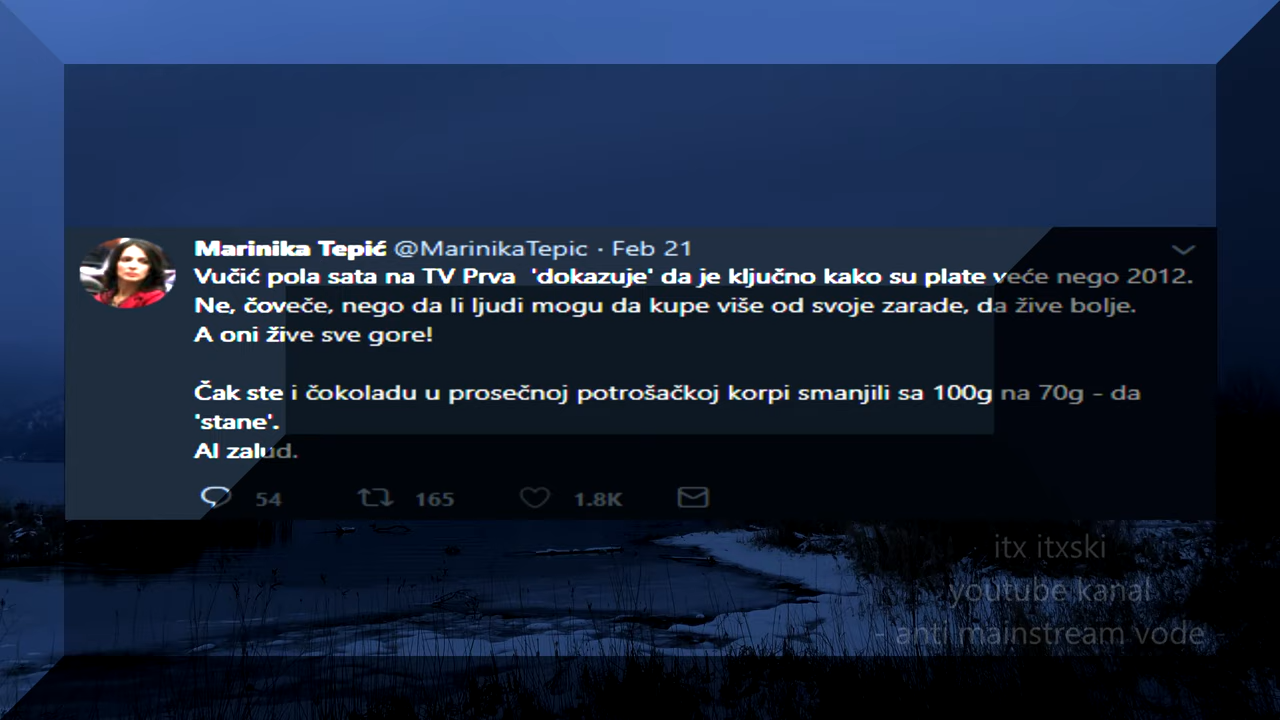 Marinika Tepić @MarinikaTepic · Feb 21
Vučić pola sata na TV Prva 'dokazuje' da je ključno kako su plate veće nego 2012.
Ne, čoveče, nego da li ljudi mogu da kupe više od svoje zarade, da žive bolje.
A oni žive sve gore!
Čak ste i čokoladu u prosečnoj potrošačkoj korpi smanjili sa 100g na 70g - da
'stane'.
Al zalud.
54 165 1.8K
itx itxski
youtube kanal
- anti mainstream vode